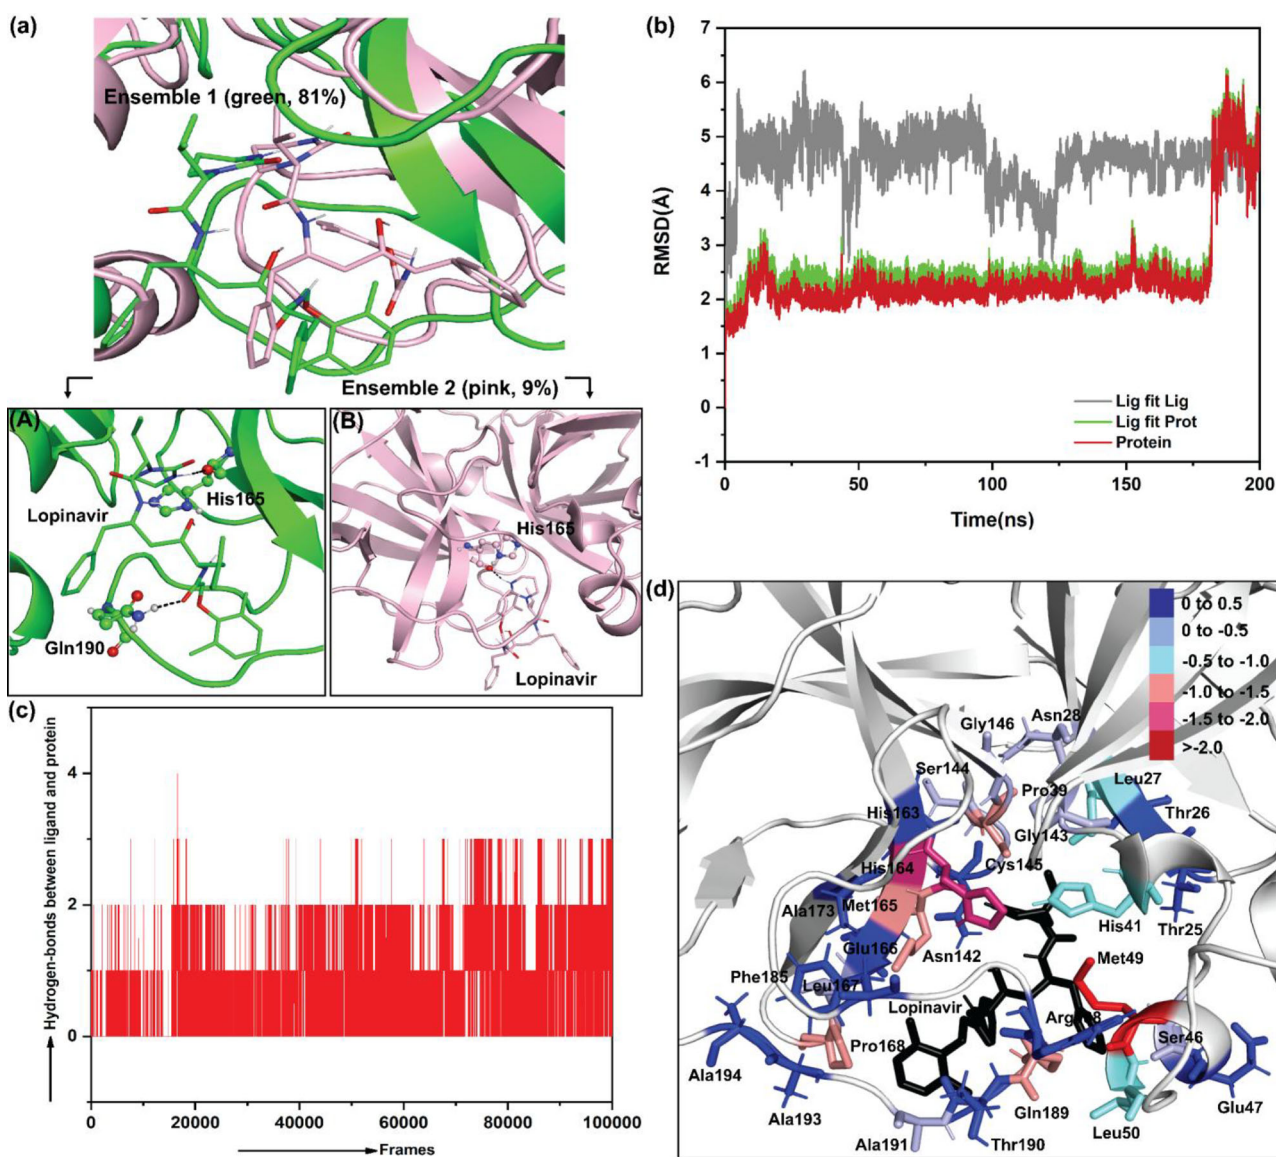 (a)
Ensemble 1 (green, 81%)
Ensemble 2 (pink, 9%)
(A)
His165
Lopinavir
Gln190
(B)
His165
Lopinavir
(b)
RMSD(A)
7
6
5
4
3
2
1
0
-1
0
50
100
150
200
Time(ns)
Lig fit Lig
Lig fit Prot
Protein
(c)
Hydrogen-bonds between ligand and protein
4
2
0
0
20000
40000
60000
80000
100000
Frames
(d)
0 to 0.5
0 to -0.5
-0.5 to -1.0
-1.0 to -1.5
-1.5 to -2.0
>-2.0
Gly146
Asn28
Ser144
Pro39
Leu27
His163
Thr26
Gly143
His164
Cys145
Ala173
Met165
His41
Thr25
Glu166
Asn142
Met49
Phe185
Leu167
Lopinavir
Ser46
Pro168
Ala194
Ala193
Gln189
Glu47
Ala191
Thr190
Leu50